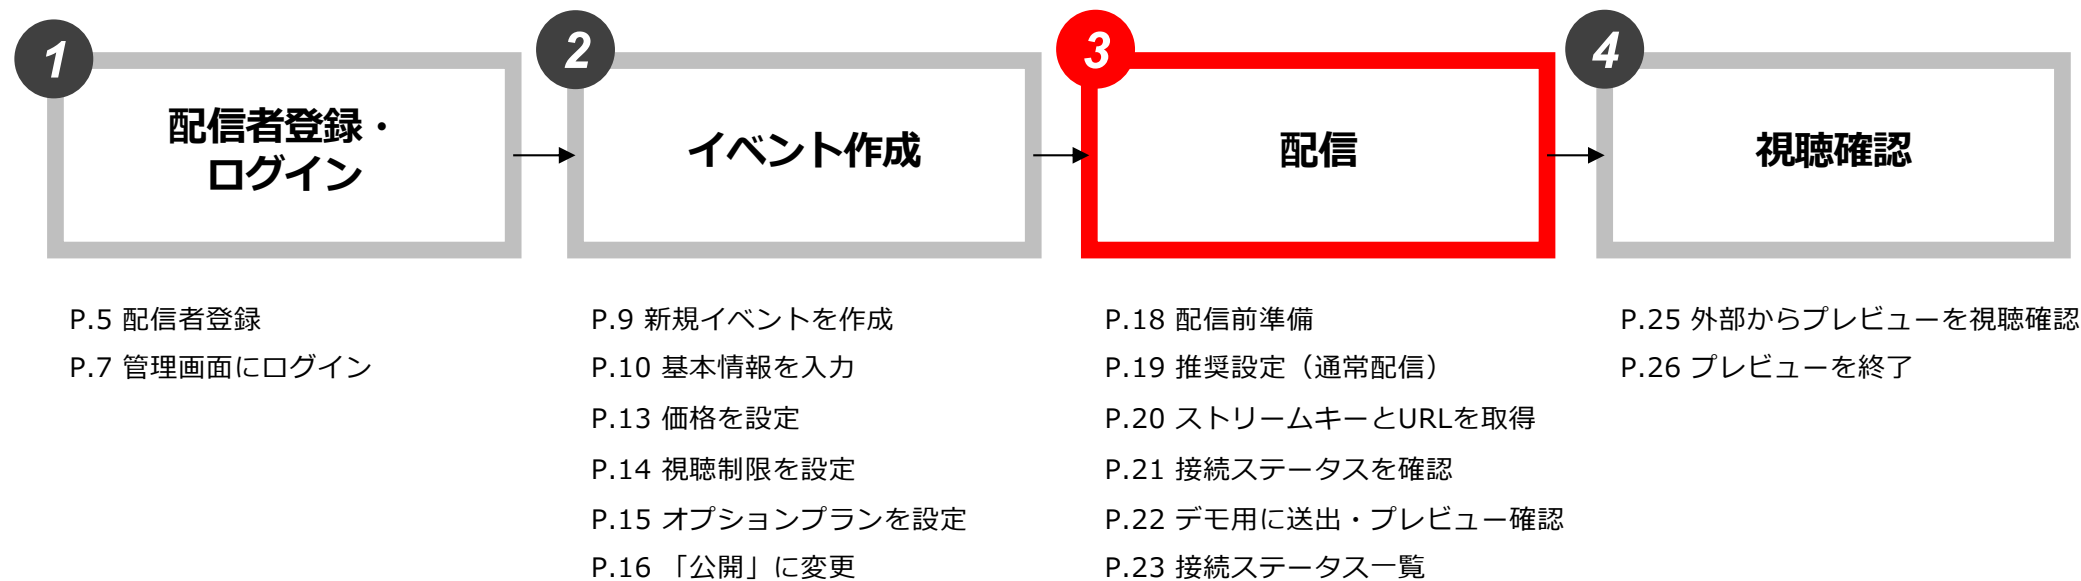 1
配信者登録・
ログイン
2
イベント作成
3
配信
4
視聴確認
P.5 配信者登録
P.7 管理画面にログイン
P.9 新規イベントを作成
P.10 基本情報を入力
P.13 価格を設定
P.14 視聴制限を設定
P.15 オプションプランを設定
P.16 「公開」に変更
P.18 配信前準備
P.19 推奨設定（通常配信）
P.20 ストリームキーとURLを取得
P.21 接続ステータスを確認
P.22 デモ用に送出・プレビュー確認
P.23 接続ステータス一覧
P.25 外部からプレビューを視聴確認
P.26 プレビューを終了